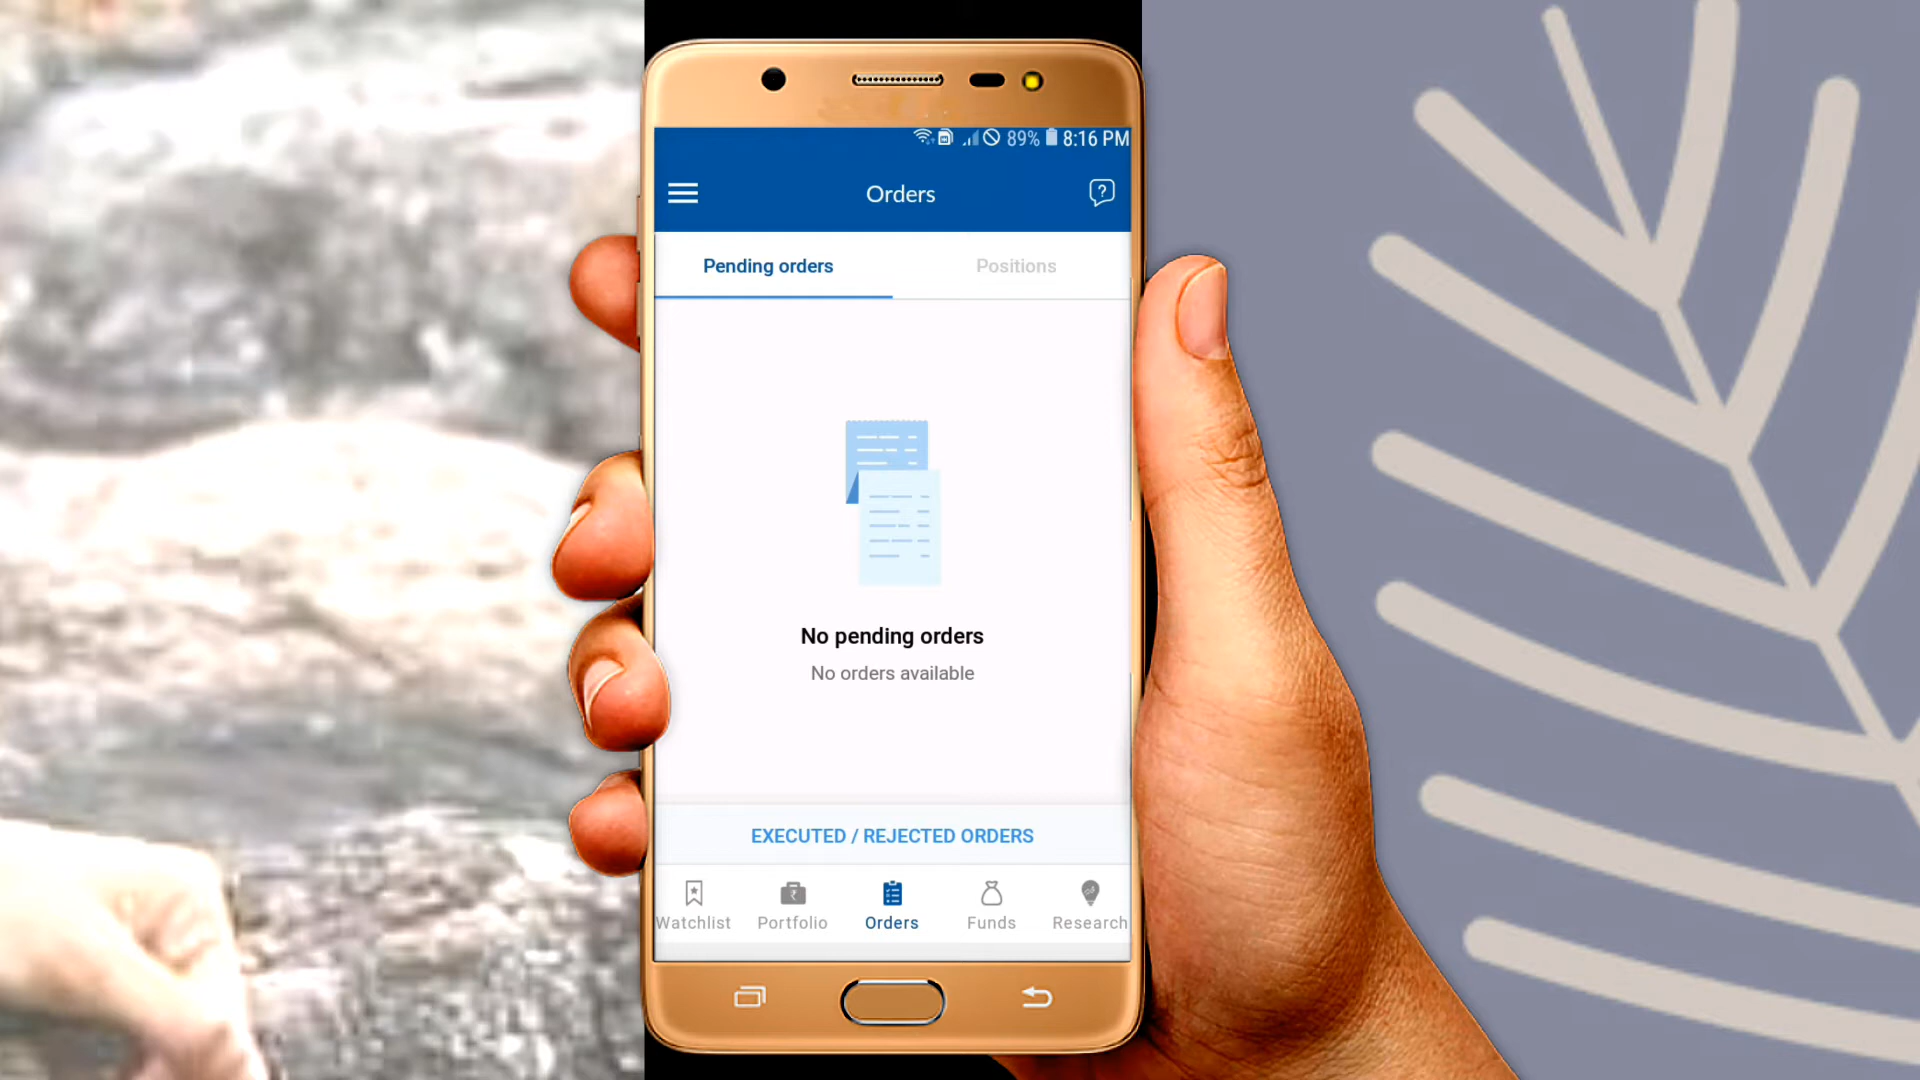 89% 8:16 PM
Orders
Pending orders Positions
No pending orders
No orders available
EXECUTED / REJECTED ORDERS
Watchlist Portfolio Orders Funds Research